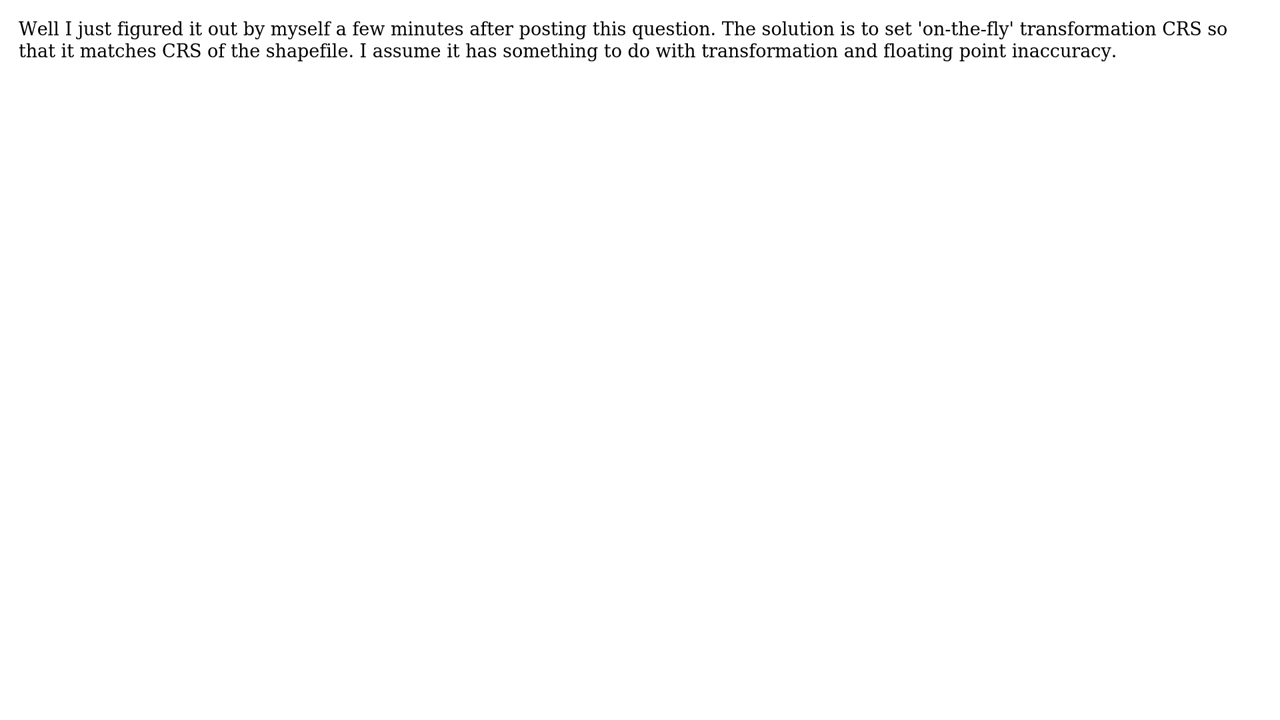 Well I just figured it out by myself a few minutes after posting this question. The solution is to set 'on-the-fly' transformation CRS so
that it matches CRS of the shapefile. I assume it has something to do with transformation and floating point inaccuracy.